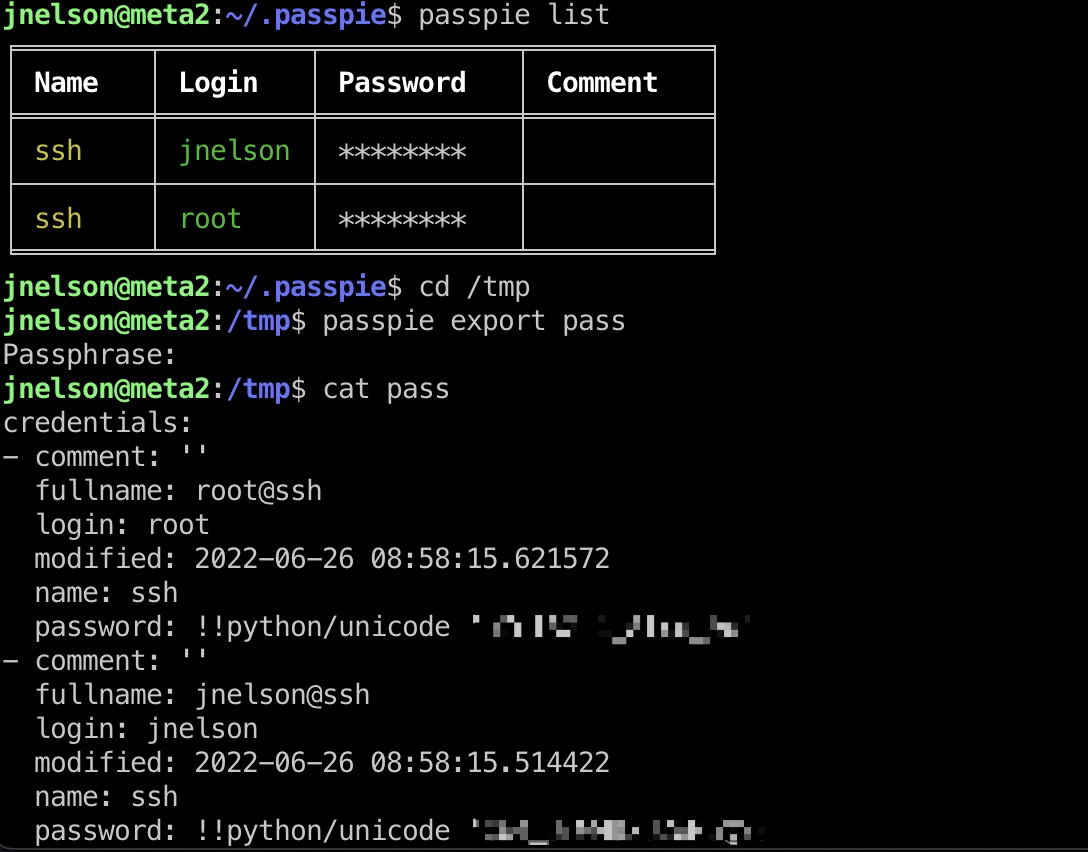 jnelson@meta2:~/.passpie$ passpie list
Name Login Password Comment
ssh jnelson ********
ssh root ********
jnelson@meta2:~/.passpie$ cd /tmp
jnelson@meta2:/tmp$ passpie export pass
Passphrase:
jnelson@meta2:/tmp$ cat pass
credentials:
- comment: ''
  fullname: root@ssh
  login: root
  modified: 2022-06-26 08:58:15.621572
  name: ssh
  password: !!python/unicode '
- comment: ''
  fullname: jnelson@ssh
  login: jnelson
  modified: 2022-06-26 08:58:15.514422
  name: ssh
  password: !!python/unicode '